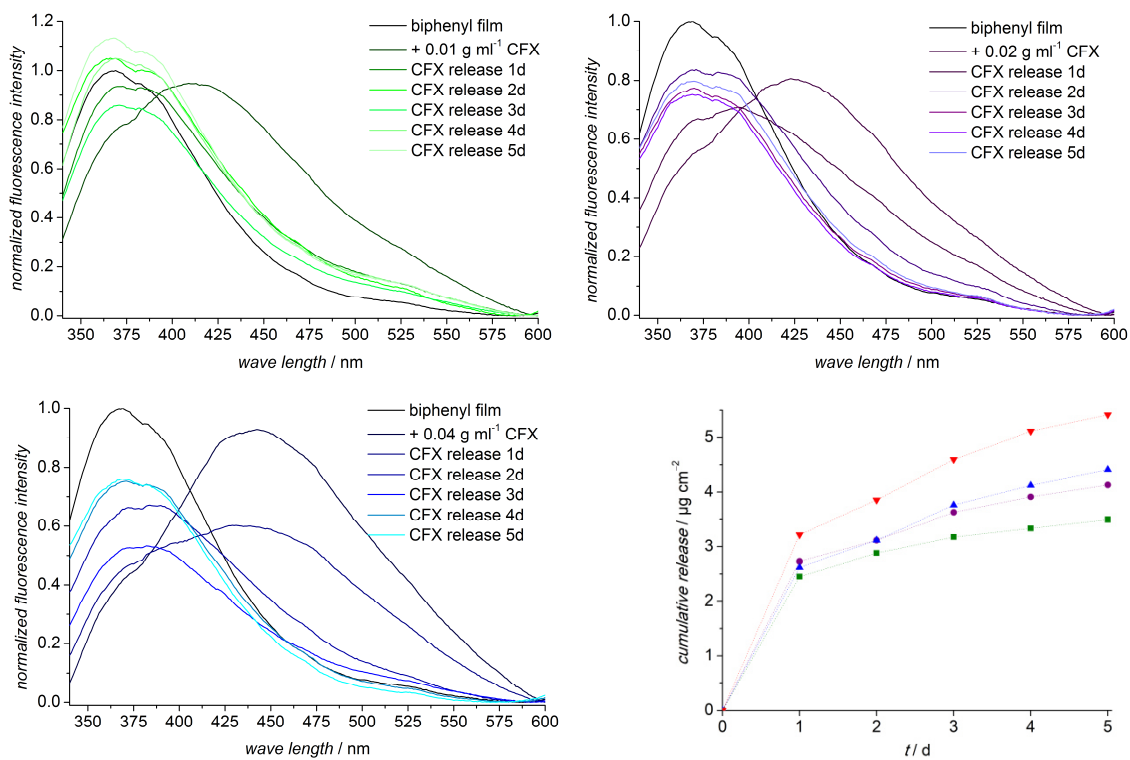 1.2
1.0
0.8
0.6
0.4
0.2
0.0
normalized fluorescence intensity
350 375 400 425 450 475 500 525 550 575 600
wave length / nm
biphenyl film
+ 0.01 g ml⁻¹ CFX
CFX release 1d
CFX release 2d
CFX release 3d
CFX release 4d
CFX release 5d
1.0
0.8
0.6
0.4
0.2
0.0
normalized fluorescence intensity
350 375 400 425 450 475 500 525 550 575 600
wave length / nm
biphenyl film
+ 0.02 g ml⁻¹ CFX
CFX release 1d
CFX release 2d
CFX release 3d
CFX release 4d
CFX release 5d
1.0
0.8
0.6
0.4
0.2
0.0
normalized fluorescence intensity
350 375 400 425 450 475 500 525 550 575 600
wave length / nm
biphenyl film
+ 0.04 g ml⁻¹ CFX
CFX release 1d
CFX release 2d
CFX release 3d
CFX release 4d
CFX release 5d
5
4
3
2
1
0
cumulative release / µg cm⁻²
0 1 2 3 4 5
t / d